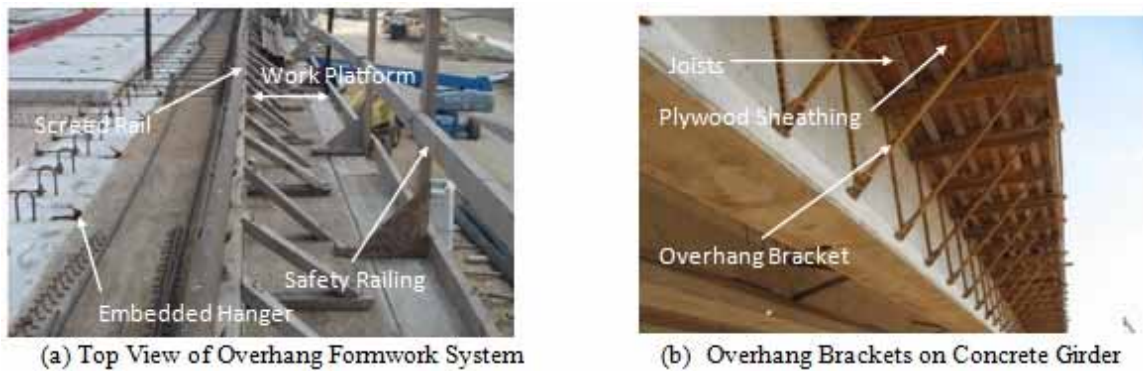 Work Platform
Screed Rail
Safety Railing
Embedded Hanger
(a) Top View of Overhang Formwork System
Joists
Plywood Sheathing
Overhang Bracket
(b) Overhang Brackets on Concrete Girder